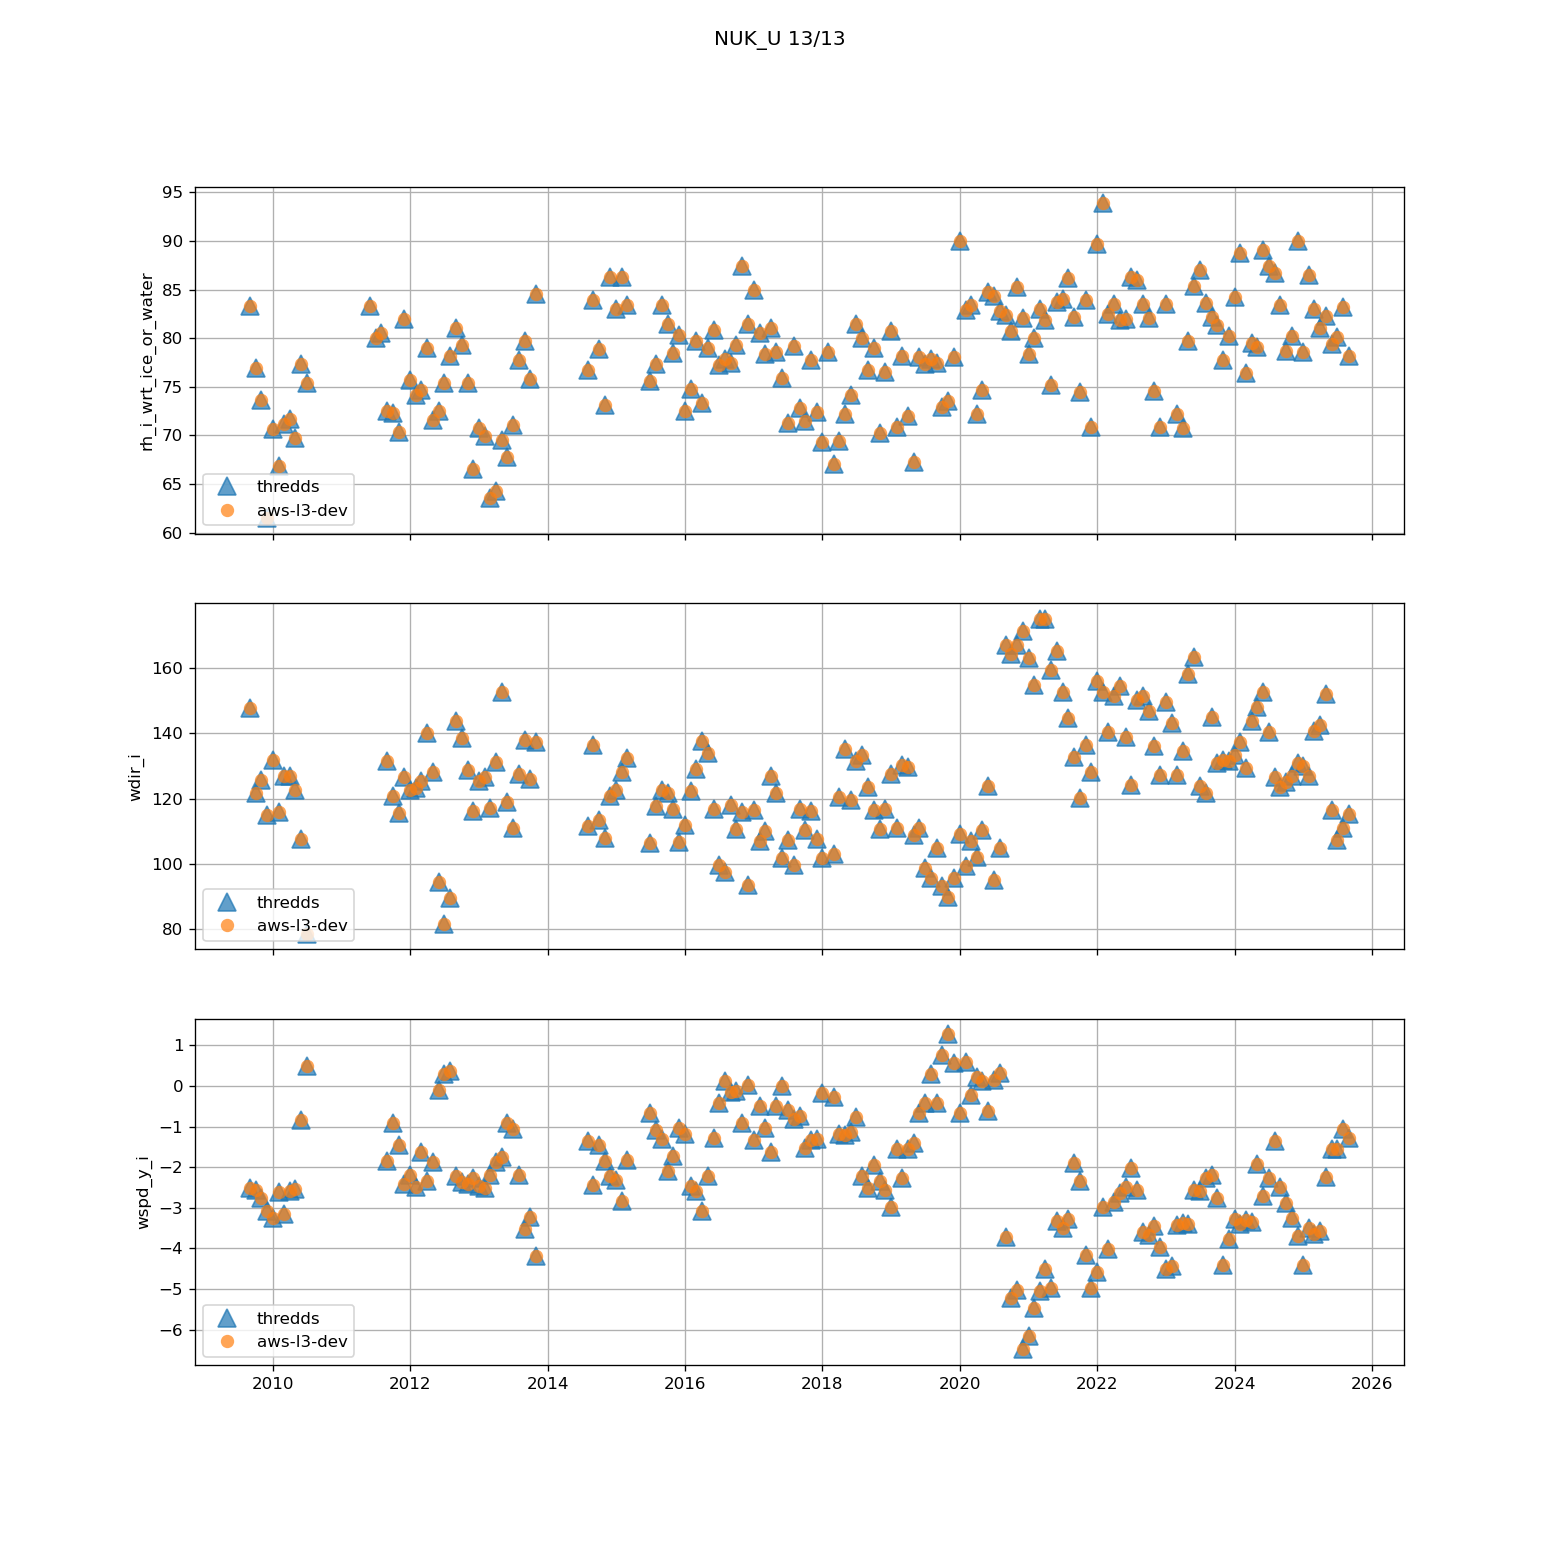 NUK_U 13/13
95
90
85
80
75
70
65
60
rh_i_wrt_ice_or_water
thredds
aws-l3-dev
160
140
120
100
80
wdir_i
thredds
aws-l3-dev
1
0
−1
−2
−3
−4
−5
−6
wspd_y_i
thredds
aws-l3-dev
2010 2012 2014 2016 2018 2020 2022 2024 2026